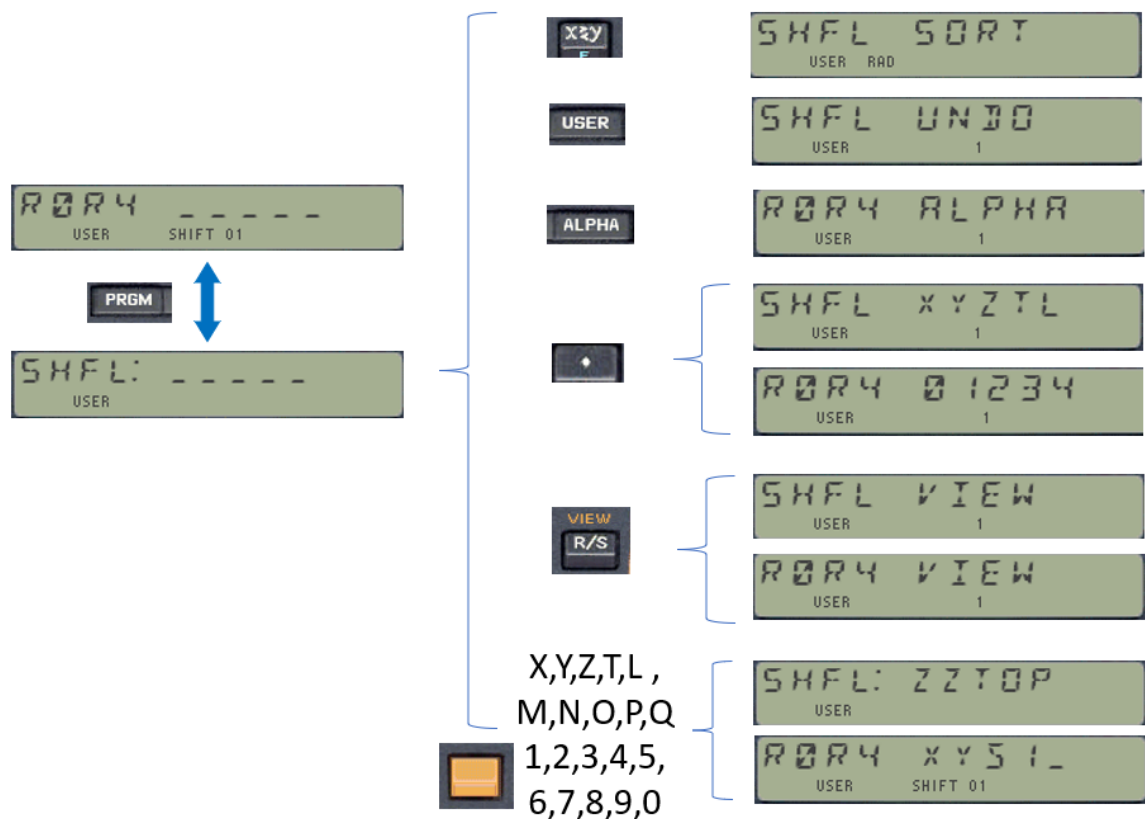 R0R4 _ _ _ _ _
USER SHIFT 01
PRGM
SHFL: _ _ _ _ _
USER
X≷Y
SHFL SORT
USER RAD
USER
SHFL UNDO
USER 1
ALPHA
R0R4 ALPHA
USER 1
SHFL XYZTL
USER 1
R0R4 01234
USER 1
VIEW
R/S
SHFL VIEW
USER 1
R0R4 VIEW
USER 1
X,Y,Z,T,L ,
M,N,O,P,Q
1,2,3,4,5,
6,7,8,9,0
SHFL: ZZTOP
USER
R0R4 XY51_
USER SHIFT 01